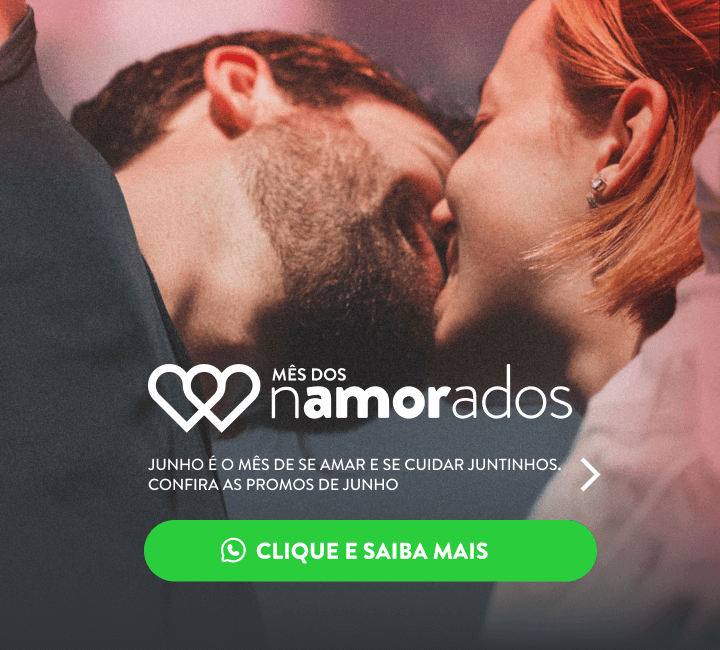 MÊS DOS
namorados
JUNHO É O MÊS DE SE AMAR E SE CUIDAR JUNTINHOS.
CONFIRA AS PROMOS DE JUNHO
CLIQUE E SAIBA MAIS